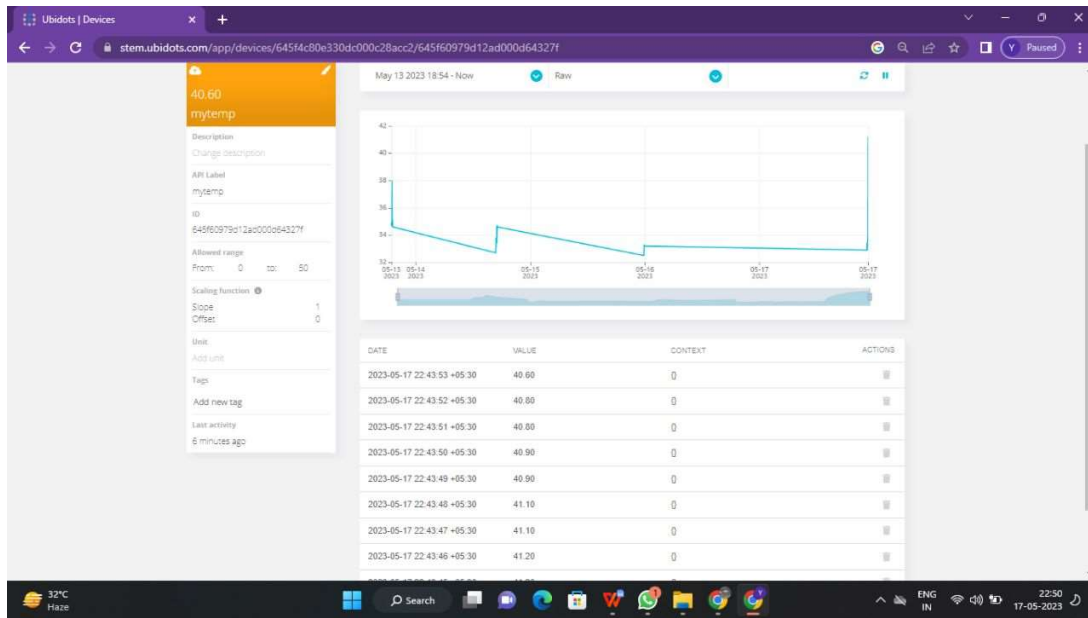 Ubidots | Devices
stem.ubidots.com/app/devices/645f4c80e330dc000c28acc2/645f60979d12ad000d64327f
Y Paused
40.60
mytemp
Description
Change description
API Label
mytemp
ID
645f60979d12ad000d64327f
Allowed range
From: 0 to: 50
Scaling function
Slope 1
Offset 0
Unit
Add unit
Tags
Add new tag
Last activity
6 minutes ago
May 13 2023 18:54 - Now Raw
42
40
38
36
34
32
05-13 05-14 05-15 05-16 05-17 05-17
2023 2023 2023 2023 2023 2023
DATE VALUE CONTEXT ACTIONS
2023-05-17 22:43:53 +05:30 40.60 {}
2023-05-17 22:43:52 +05:30 40.80 {}
2023-05-17 22:43:51 +05:30 40.80 {}
2023-05-17 22:43:50 +05:30 40.90 {}
2023-05-17 22:43:49 +05:30 40.90 {}
2023-05-17 22:43:48 +05:30 41.10 {}
2023-05-17 22:43:47 +05:30 41.10 {}
2023-05-17 22:43:46 +05:30 41.20 {}
32°C
Haze
Search
ENG
IN
22:50
17-05-2023